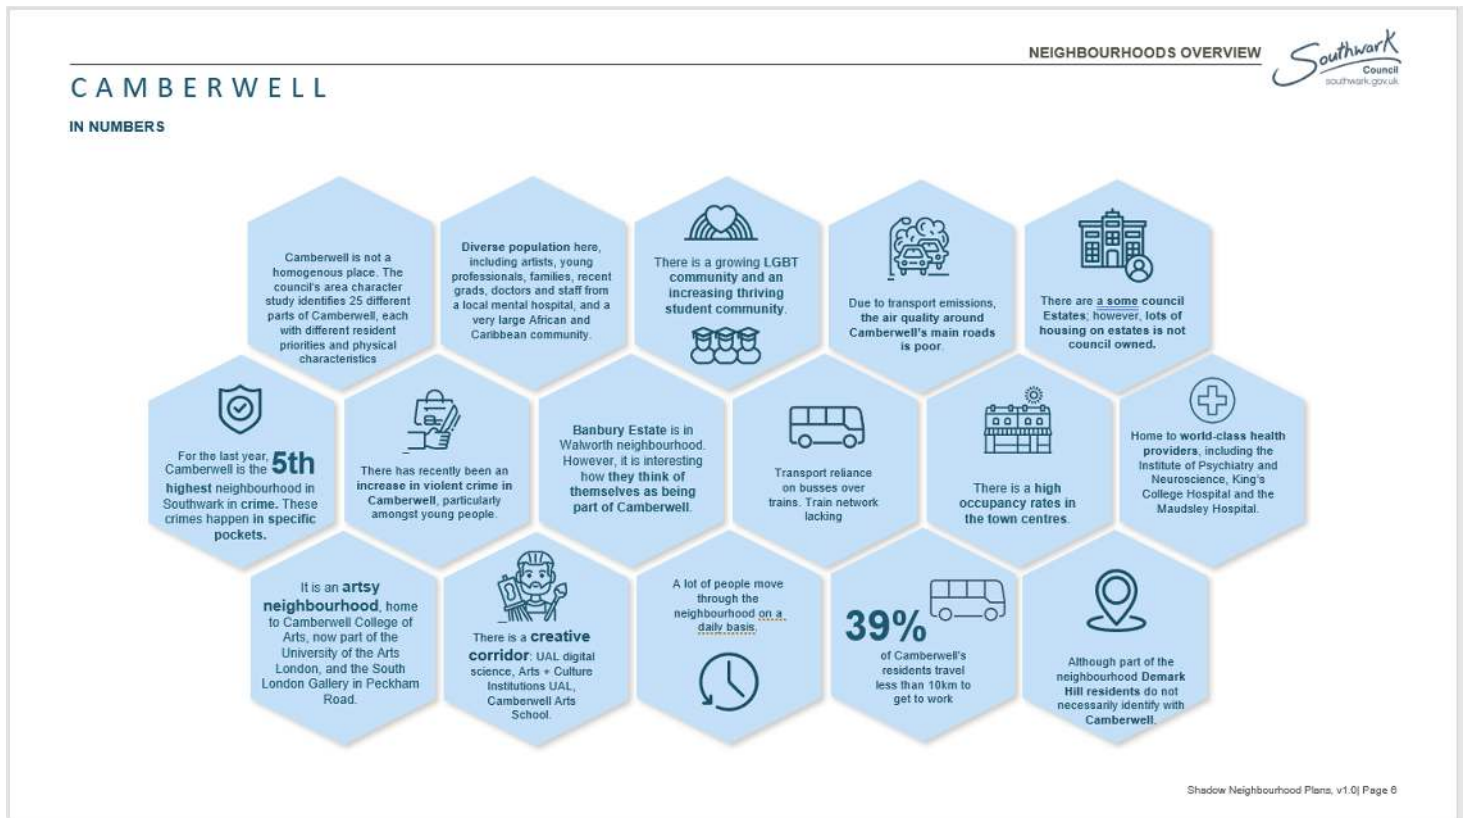 NEIGHBOURHOODS OVERVIEW
Southwark
Council
southwark.gov.uk
CAMBERWELL
IN NUMBERS
Camberwell is not a
homogenous place. The
council's area character
study identifies 25 different
parts of Camberwell, each
with different resident
priorities and physical
characteristics
Diverse population here,
including artists, young
professionals, families, recent
grads, doctors and staff from
a local mental hospital, and a
very large African and
Caribbean community.
There is a growing LGBT
community and an
increasing thriving
student community.
Due to transport emissions,
the air quality around
Camberwell's main roads
is poor.
There are a some council
Estates; however, lots of
housing on estates is not
council owned.
For the last year,
Camberwell is the 5th
highest neighbourhood in
Southwark in crime. These
crimes happen in specific
pockets.
There has recently been an
increase in violent crime in
Camberwell, particularly
amongst young people.
Banbury Estate is in
Walworth neighbourhood.
However, it is interesting
how they think of
themselves as being
part of Camberwell.
Transport reliance
on busses over
trains. Train network
lacking
There is a high
occupancy rates in
the town centres.
Home to world-class health
providers, including the
Institute of Psychiatry and
Neuroscience, King's
College Hospital and the
Maudsley Hospital.
It is an artsy
neighbourhood, home
to Camberwell College of
Arts, now part of the
University of the Arts
London, and the South
London Gallery in Peckham
Road.
There is a creative
corridor: UAL digital
science, Arts + Culture
Institutions UAL,
Camberwell Arts
School.
A lot of people move
through the
neighbourhood on a
daily basis.
39%
of Camberwell's
residents travel
less than 10km to
get to work
Although part of the
neighbourhood Demark
Hill residents do not
necessarily identify with
Camberwell.
Shadow Neighbourhood Plans, v1.0| Page 6